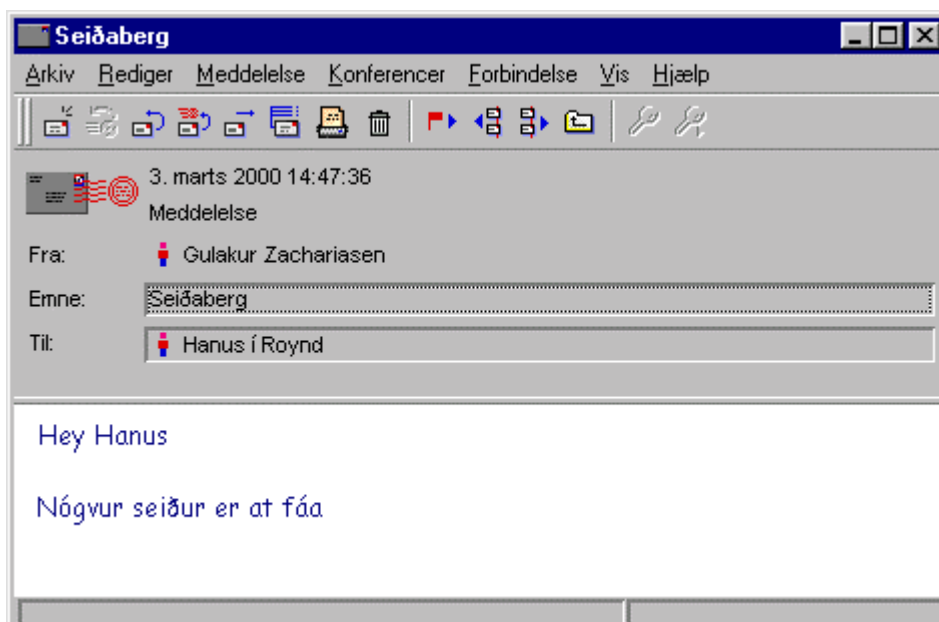 Seiðaberg
Arkiv Rediger Meddelelse Konferencer Forbindelse Vis Hjælp
3. marts 2000 14:47:36
Meddelelse
Fra: Gulakur Zachariasen
Emne: Seiðaberg
Til: Hanus í Roynd
Hey Hanus
Nógvur seiður er at fáa